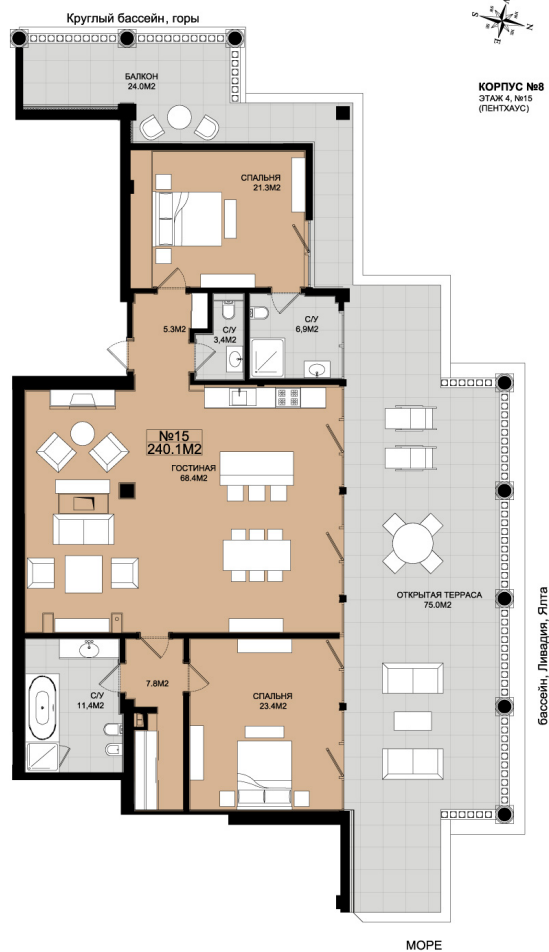 Круглый бассейн, горы
N
S
E
КОРПУС №8
ЭТАЖ 4, №15
(ПЕНТХАУС)
БАЛКОН
24.0М2
СПАЛЬНЯ
21.3М2
5.3М2
С/У
3,4М2
С/У
6,9М2
№15
240.1М2
ГОСТИНАЯ
68.4М2
ОТКРЫТАЯ ТЕРРАСА
75.0М2
бассейн, Ливадия, Ялта
С/У
11,4М2
7.8М2
СПАЛЬНЯ
23.4М2
МОРЕ